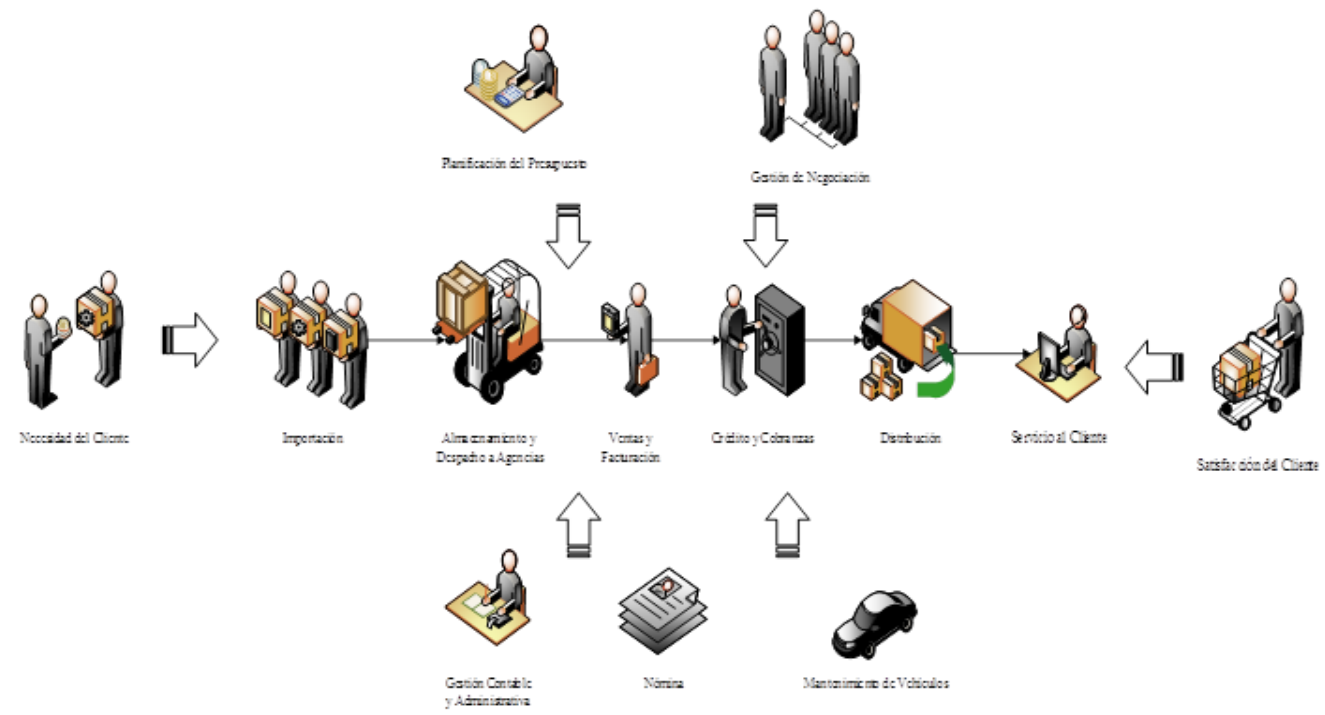 Planificación del Presupuesto
Gestión de Negociación
Necesidad del Cliente
Importación
Almacenamiento y
Despacho a Agencias
Ventas y
Facturación
Crédito y Cobranzas
Distribución
Servicio al Cliente
Satisfacción del Cliente
Gestión Contable
y Administrativa
Nómina
Mantenimiento de Vehículos